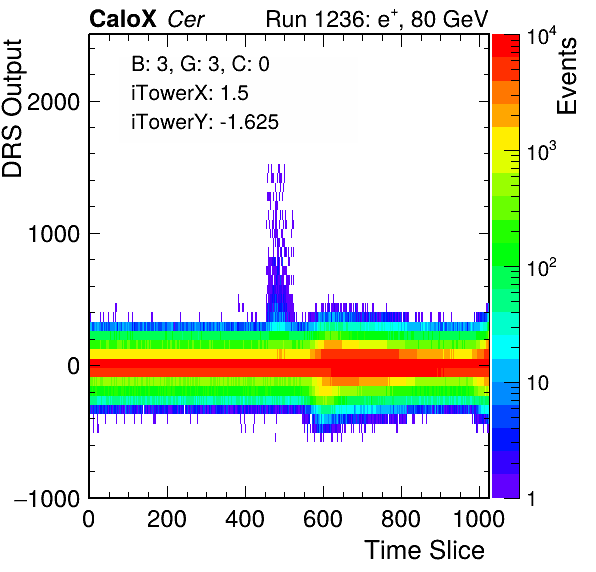 CaloX Cer Run 1236: e⁺, 80 GeV
B: 3, G: 3, C: 0
iTowerX: 1.5
iTowerY: -1.625
DRS Output
2000
1000
0
−1000
0 200 400 600 800 1000
Time Slice
10⁴
10³
10²
10
1
Events